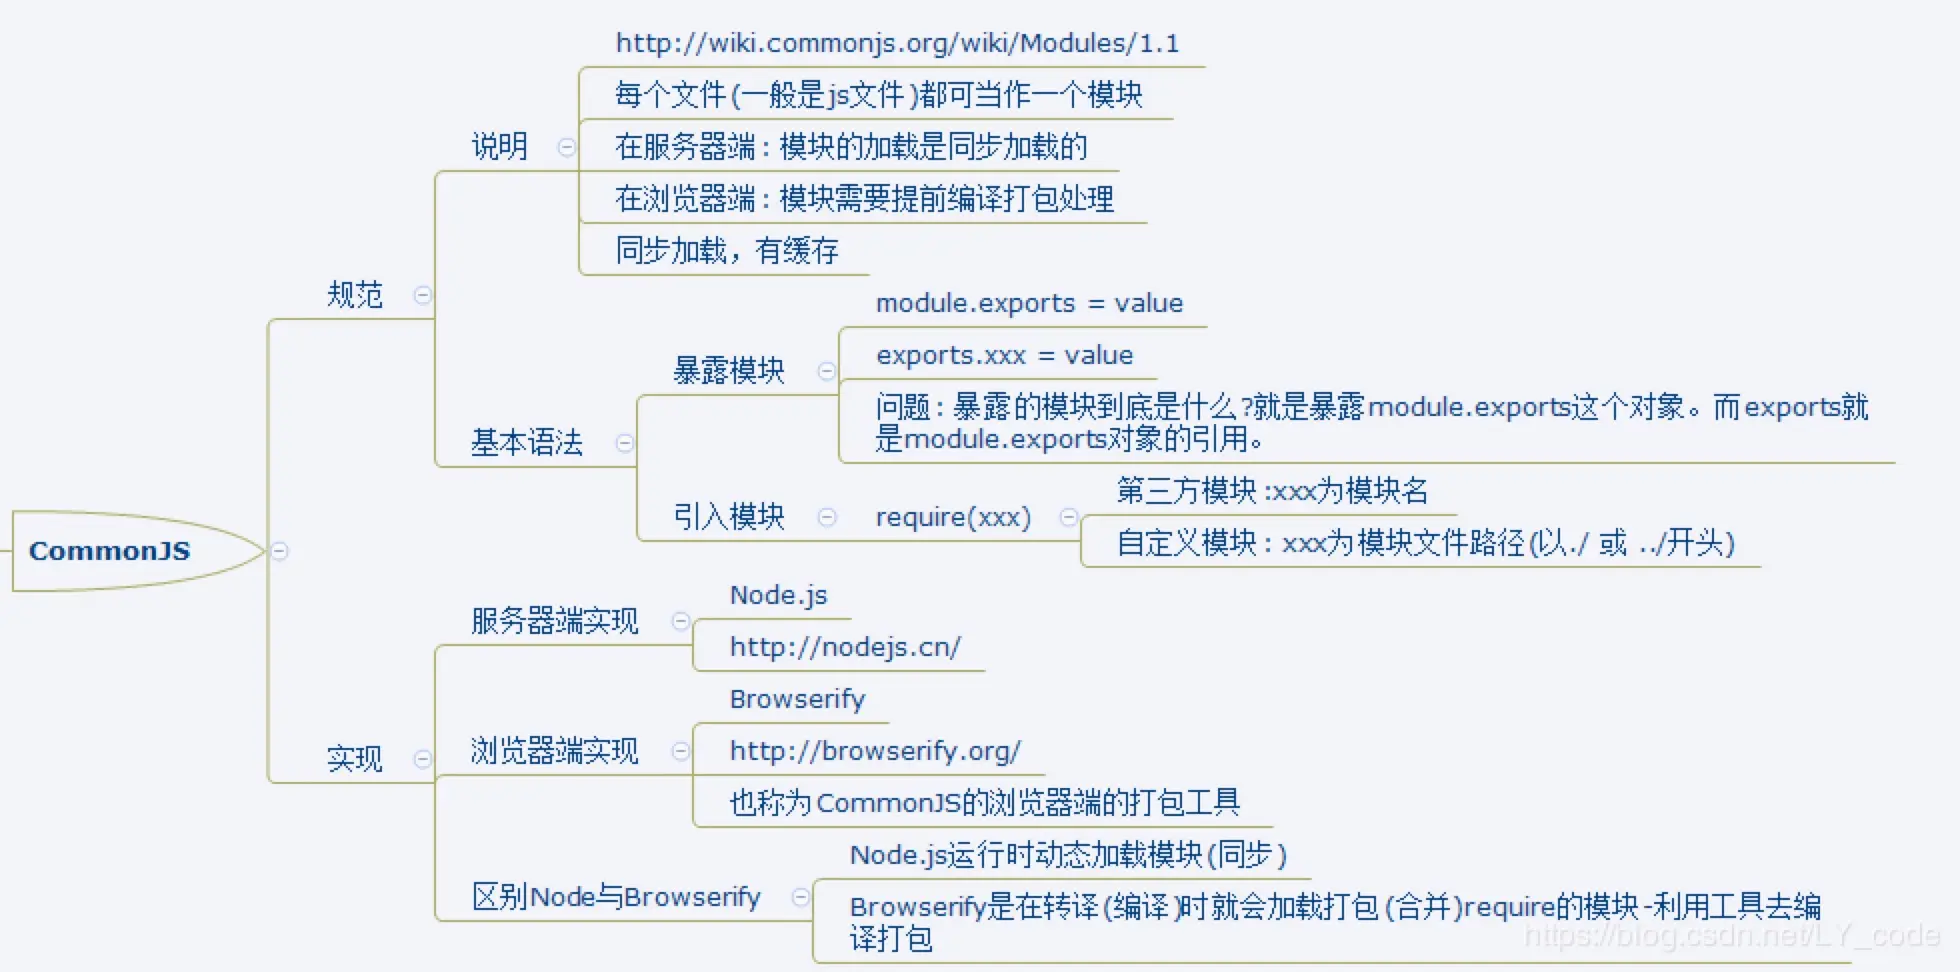 http://wiki.commonjs.org/wiki/Modules/1.1
每个文件(一般是js文件)都可当作一个模块
说明
在服务器端：模块的加载是同步加载的
在浏览器端：模块需要提前编译打包处理
同步加载，有缓存
规范
module.exports = value
暴露模块
exports.xxx = value
问题：暴露的模块到底是什么?就是暴露module.exports这个对象。而exports就
是module.exports对象的引用。
基本语法
引入模块
require(xxx)
第三方模块:xxx为模块名
自定义模块：xxx为模块文件路径(以./ 或 ../开头)
CommonJS
服务器端实现
Node.js
http://nodejs.cn/
实现
浏览器端实现
Browserify
http://browserify.org/
也称为CommonJS的浏览器端的打包工具
区别Node与Browserify
Node.js运行时动态加载模块(同步)
Browserify是在转译(编译)时就会加载打包(合并)require的模块-利用工具去编
译打包
https://blog.csdn.net/LY_code